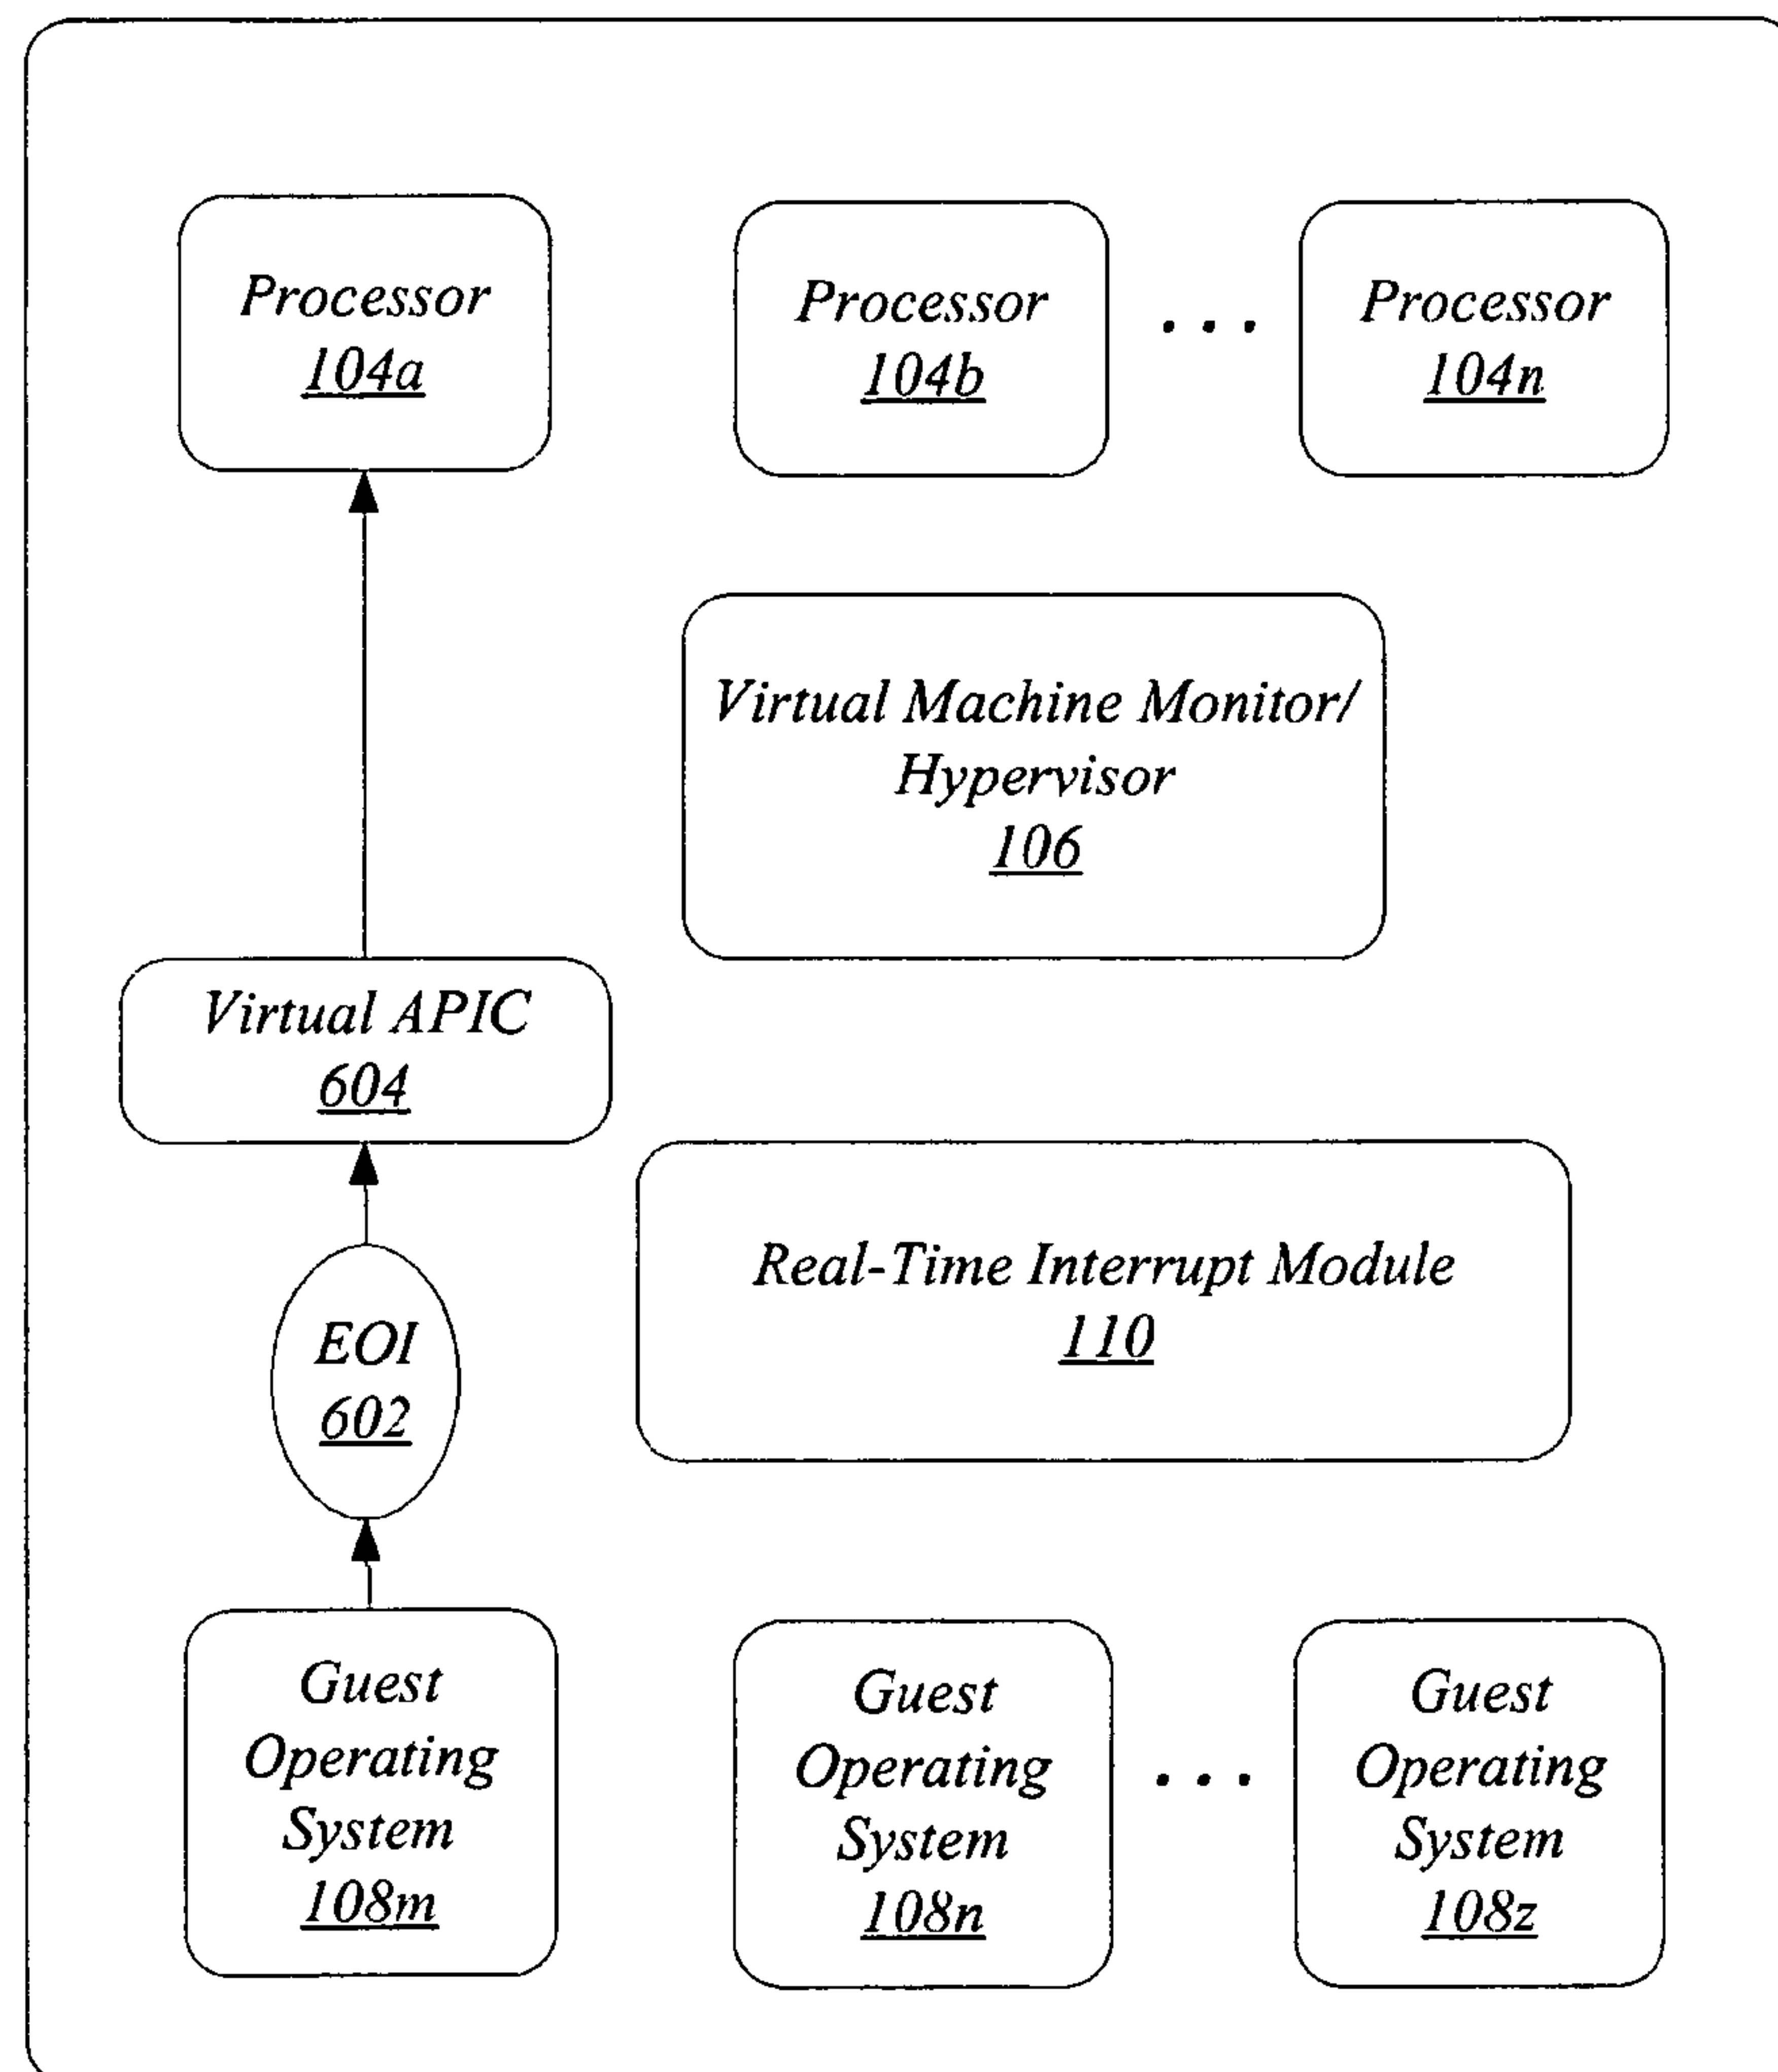 Processor
104a
Processor
104b
. . .
Processor
104n
Virtual Machine Monitor/
Hypervisor
106
Virtual APIC
604
Real-Time Interrupt Module
110
EOI
602
Guest
Operating
System
108m
Guest
Operating
System
108n
. . .
Guest
Operating
System
108z